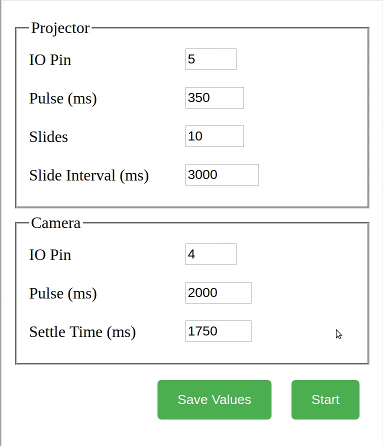 Projector
IO Pin 5
Pulse (ms) 350
Slides 10
Slide Interval (ms) 3000
Camera
IO Pin 4
Pulse (ms) 2000
Settle Time (ms) 1750
Save Values Start